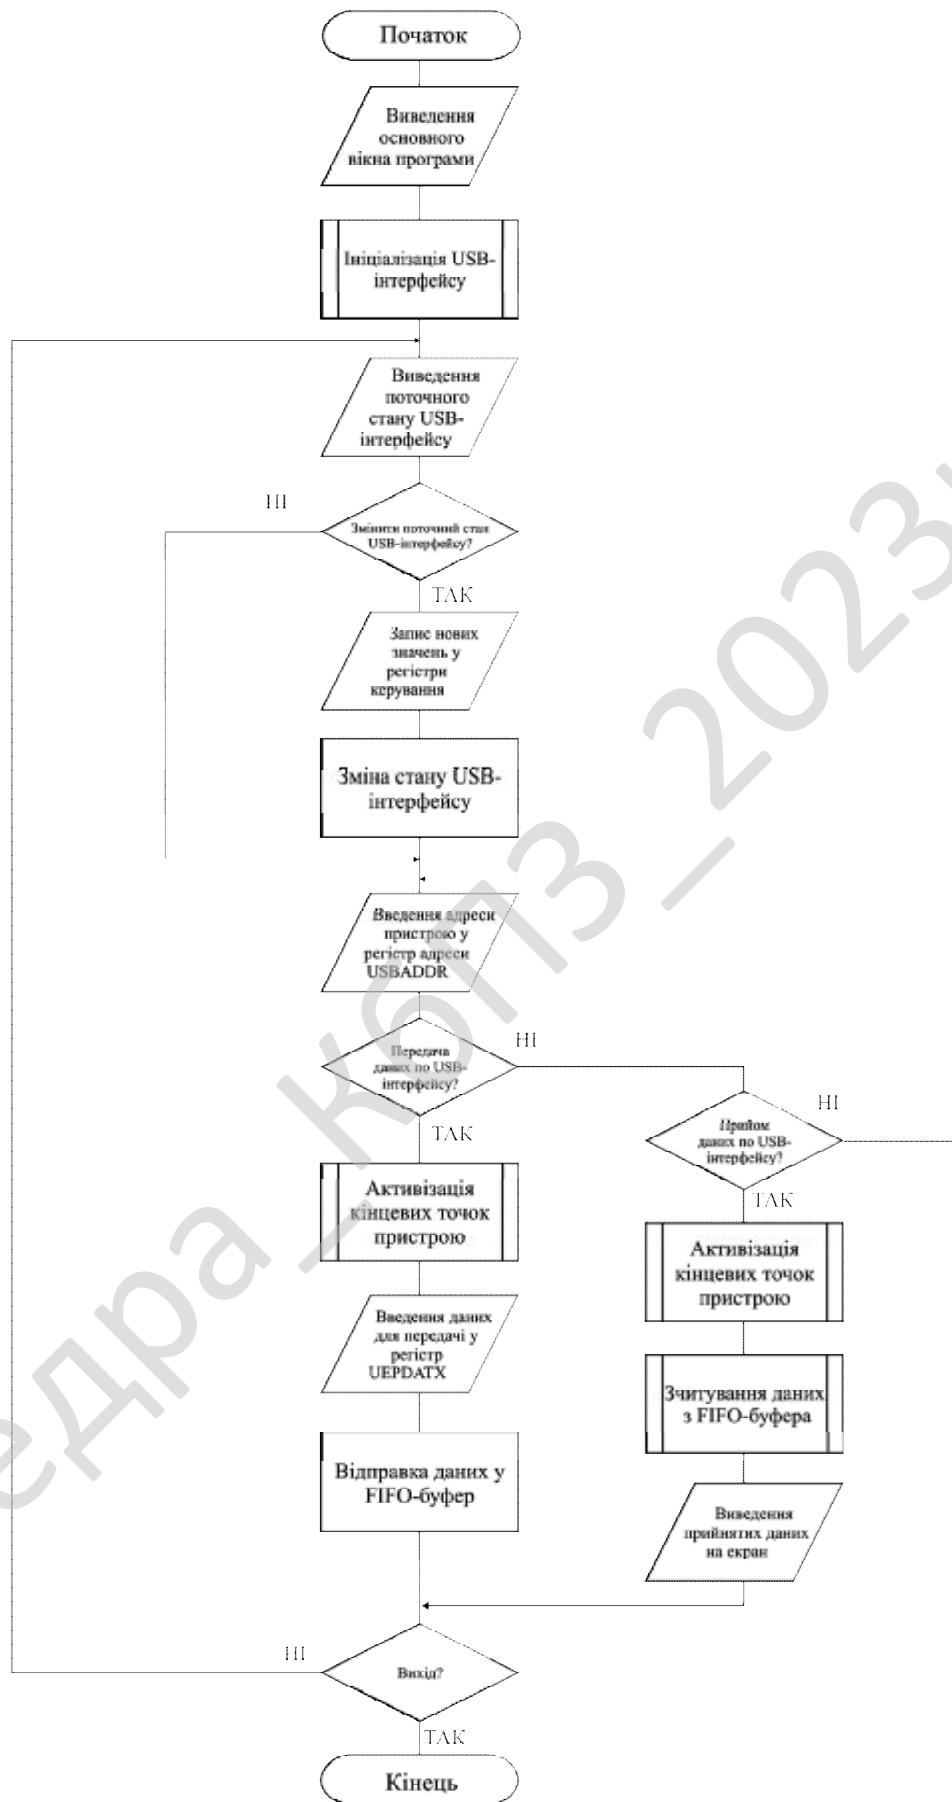 Початок
Виведення
основного
вікна програми
Ініціалізація USB-
інтерфейсу
Виведення
поточного
стану USB-
інтерфейсу
НІ
Змінити поточний стан
USB-інтерфейсу?
ТАК
Запис нових
значень у
регістри
керування
Зміна стану USB-
інтерфейсу
Введення адреси
пристрою у
регістр адреси
USBADDR
Передача
даних по USB-
інтерфейсу?
НІ
ТАК
Прийом
даних по USB-
інтерфейсу?
НІ
ТАК
Активізація
кінцевих точок
пристрою
Активізація
кінцевих точок
пристрою
Введення даних
для передачі у
регістр
UEPDATX
Зчитування даних
з FIFO-буфера
Відправка даних у
FIFO-буфер
Виведення
прийнятих даних
на екран
НІ
Вихід?
ТАК
Кінець
едра_КбПЗ_2023